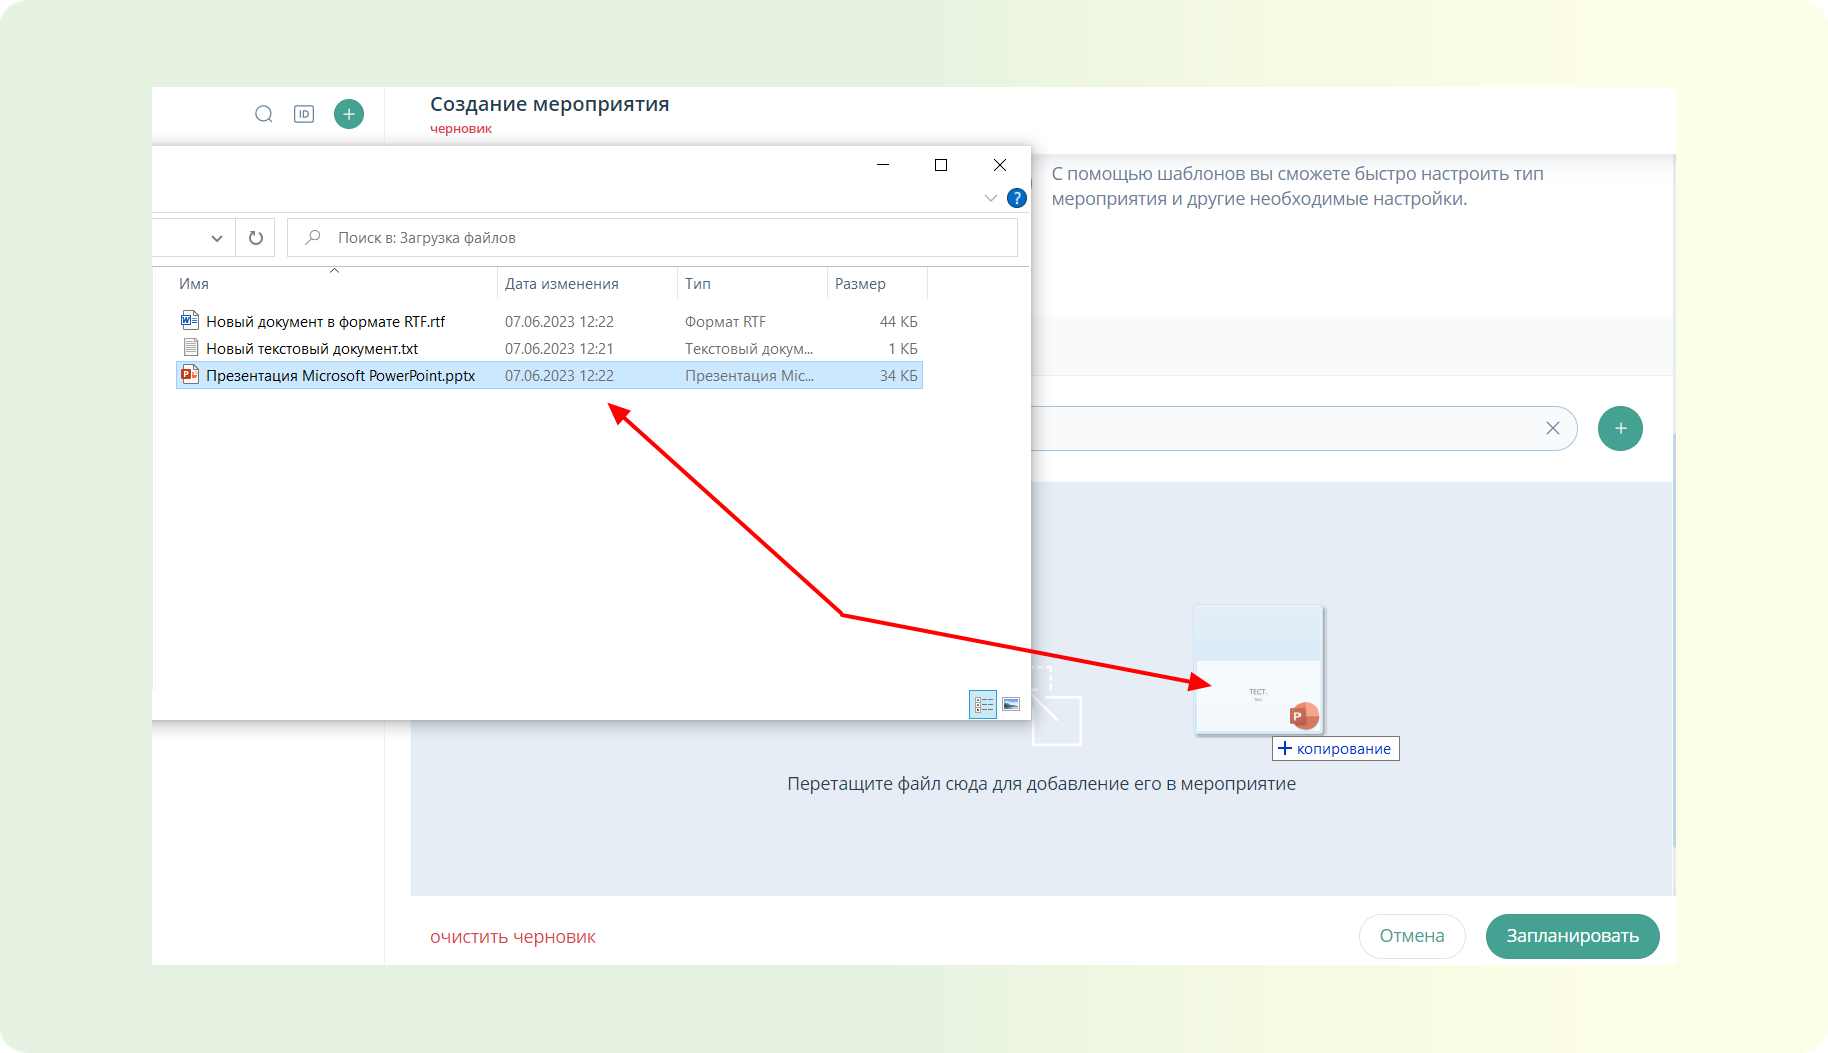 ID
Создание мероприятия
черновик
С помощью шаблонов вы сможете быстро настроить тип
мероприятия и другие необходимые настройки.
?
Поиск в: Загрузка файлов
Имя Дата изменения Тип Размер
Новый документ в формате RTF.rtf 07.06.2023 12:22 Формат RTF 44 КБ
Новый текстовый документ.txt 07.06.2023 12:21 Текстовый докум... 1 КБ
Презентация Microsoft PowerPoint.pptx 07.06.2023 12:22 Презентация Mic... 34 КБ
ТЕСТ.
P
копирование
Перетащите файл сюда для добавление его в мероприятие
очистить черновик
Отмена
Запланировать